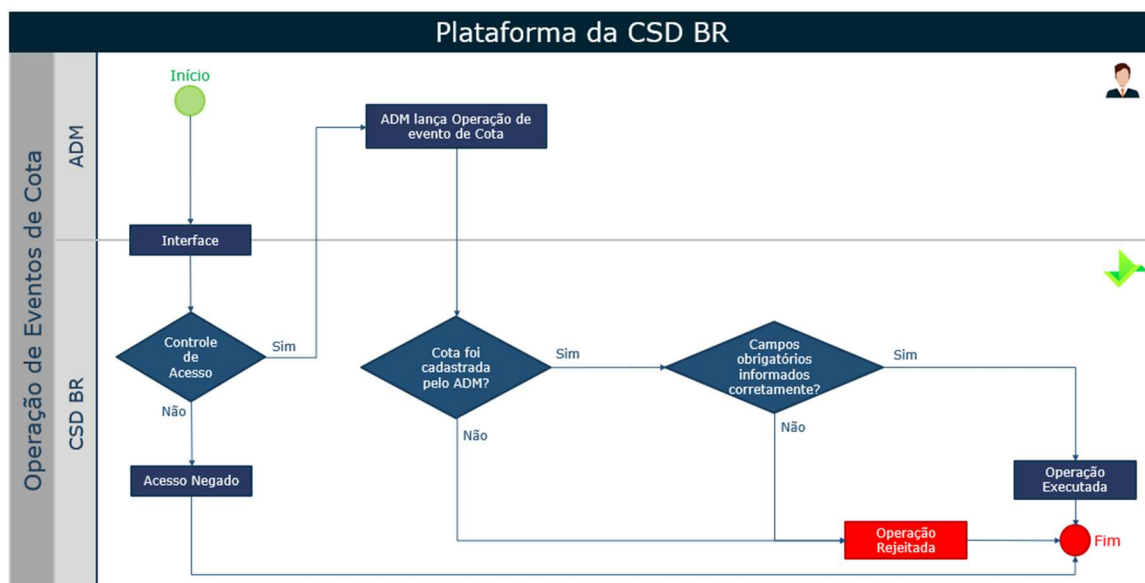 Plataforma da CSD BR
Operação de Eventos de Cota
ADM
Início
ADM lança Operação de
evento de Cota
Interface
CSD BR
Controle
de
Acesso
Sim
Não
Acesso Negado
Cota foi
cadastrada
pelo ADM?
Sim
Não
Campos
obrigatórios
informados
corretamente?
Sim
Não
Operação
Executada
Operação
Rejeitada
Fim